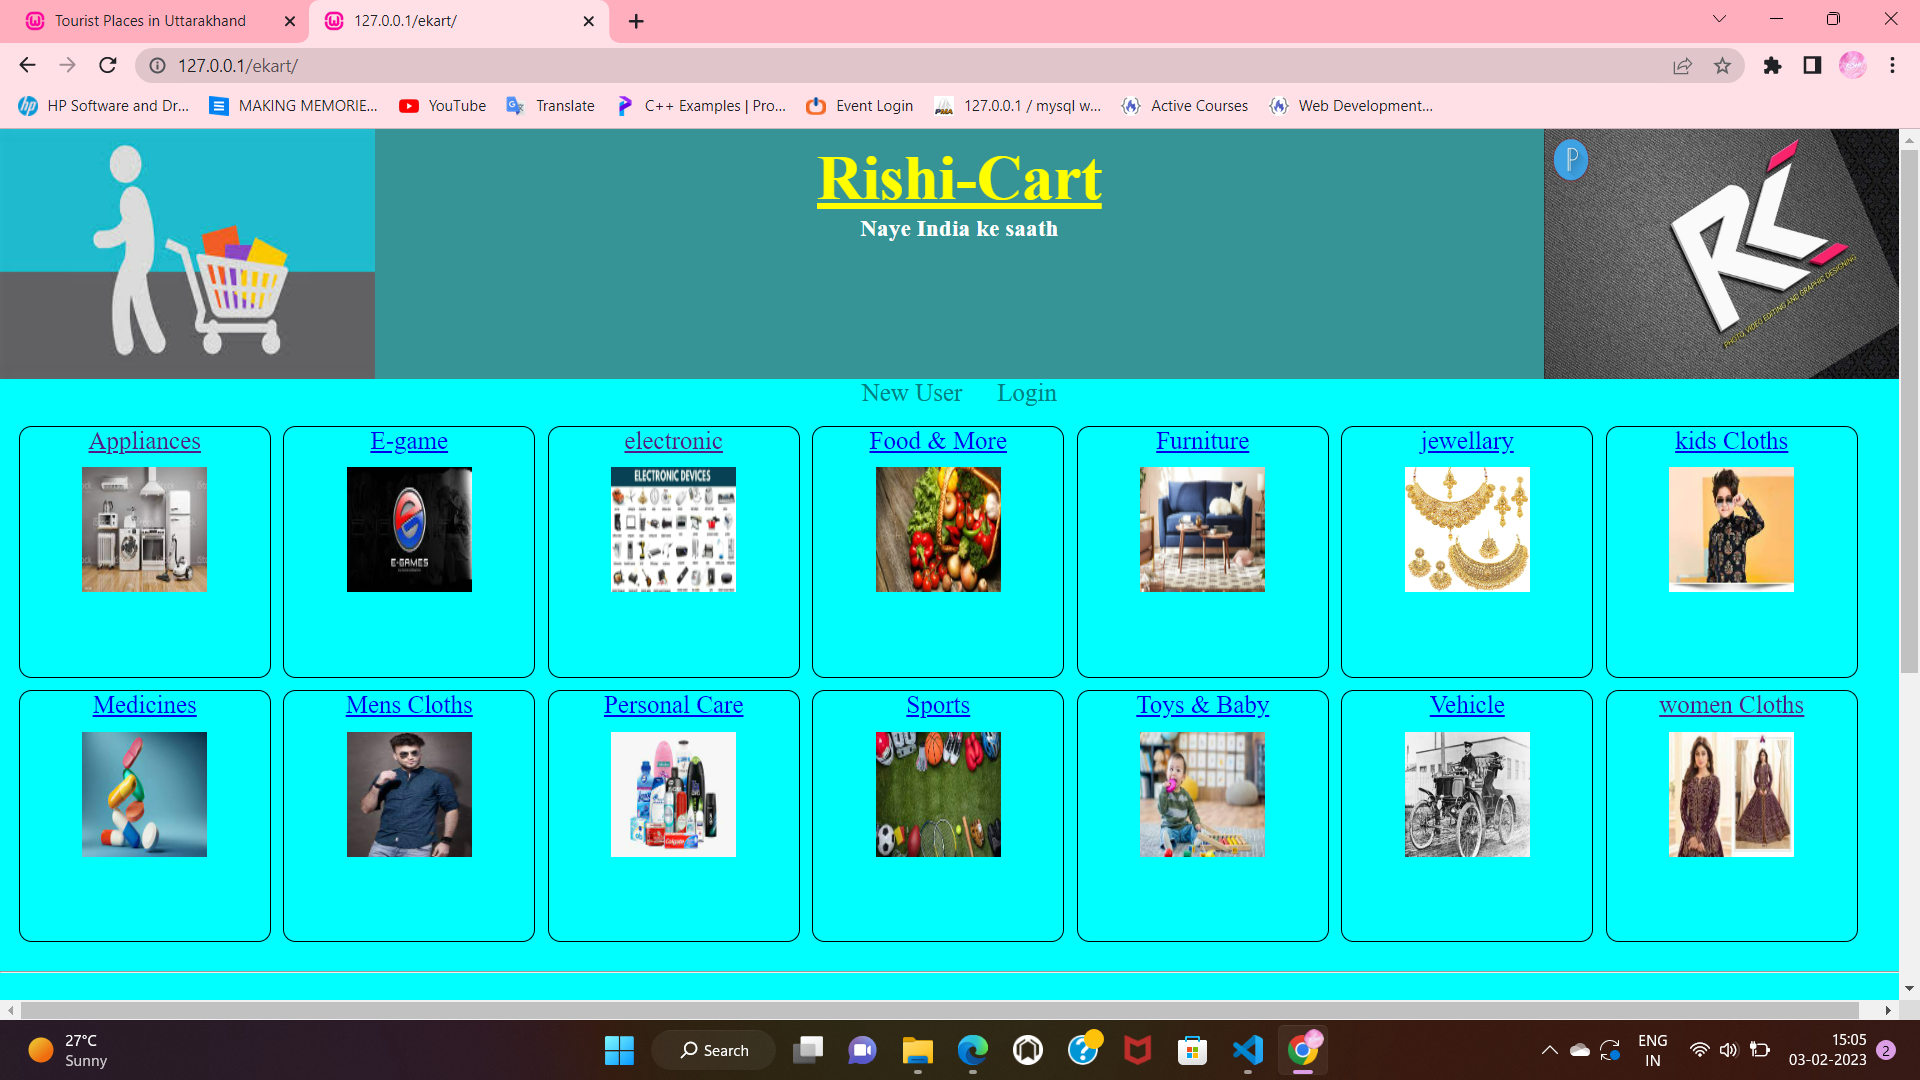 Tourist Places in Uttarakhand
127.0.0.1/ekart/
127.0.0.1/ekart/
HP Software and Dr...
MAKING MEMORIE...
YouTube
Translate
C++ Examples | Pro...
Event Login
127.0.0.1 / mysql w...
Active Courses
Web Development...
Rishi-Cart
Naye India ke saath
RK
PHOTO, VIDEO EDITING AND GRAPHIC DESIGNING
New User Login
Appliances
E-game
electronic
Food & More
Furniture
jewellary
kids Cloths
ELECTRONIC DEVICES
E-GAMES
Medicines
Mens Cloths
Personal Care
Sports
Toys & Baby
Vehicle
women Cloths
27°C
Sunny
Search
ENG
IN
15:05
03-02-2023
2